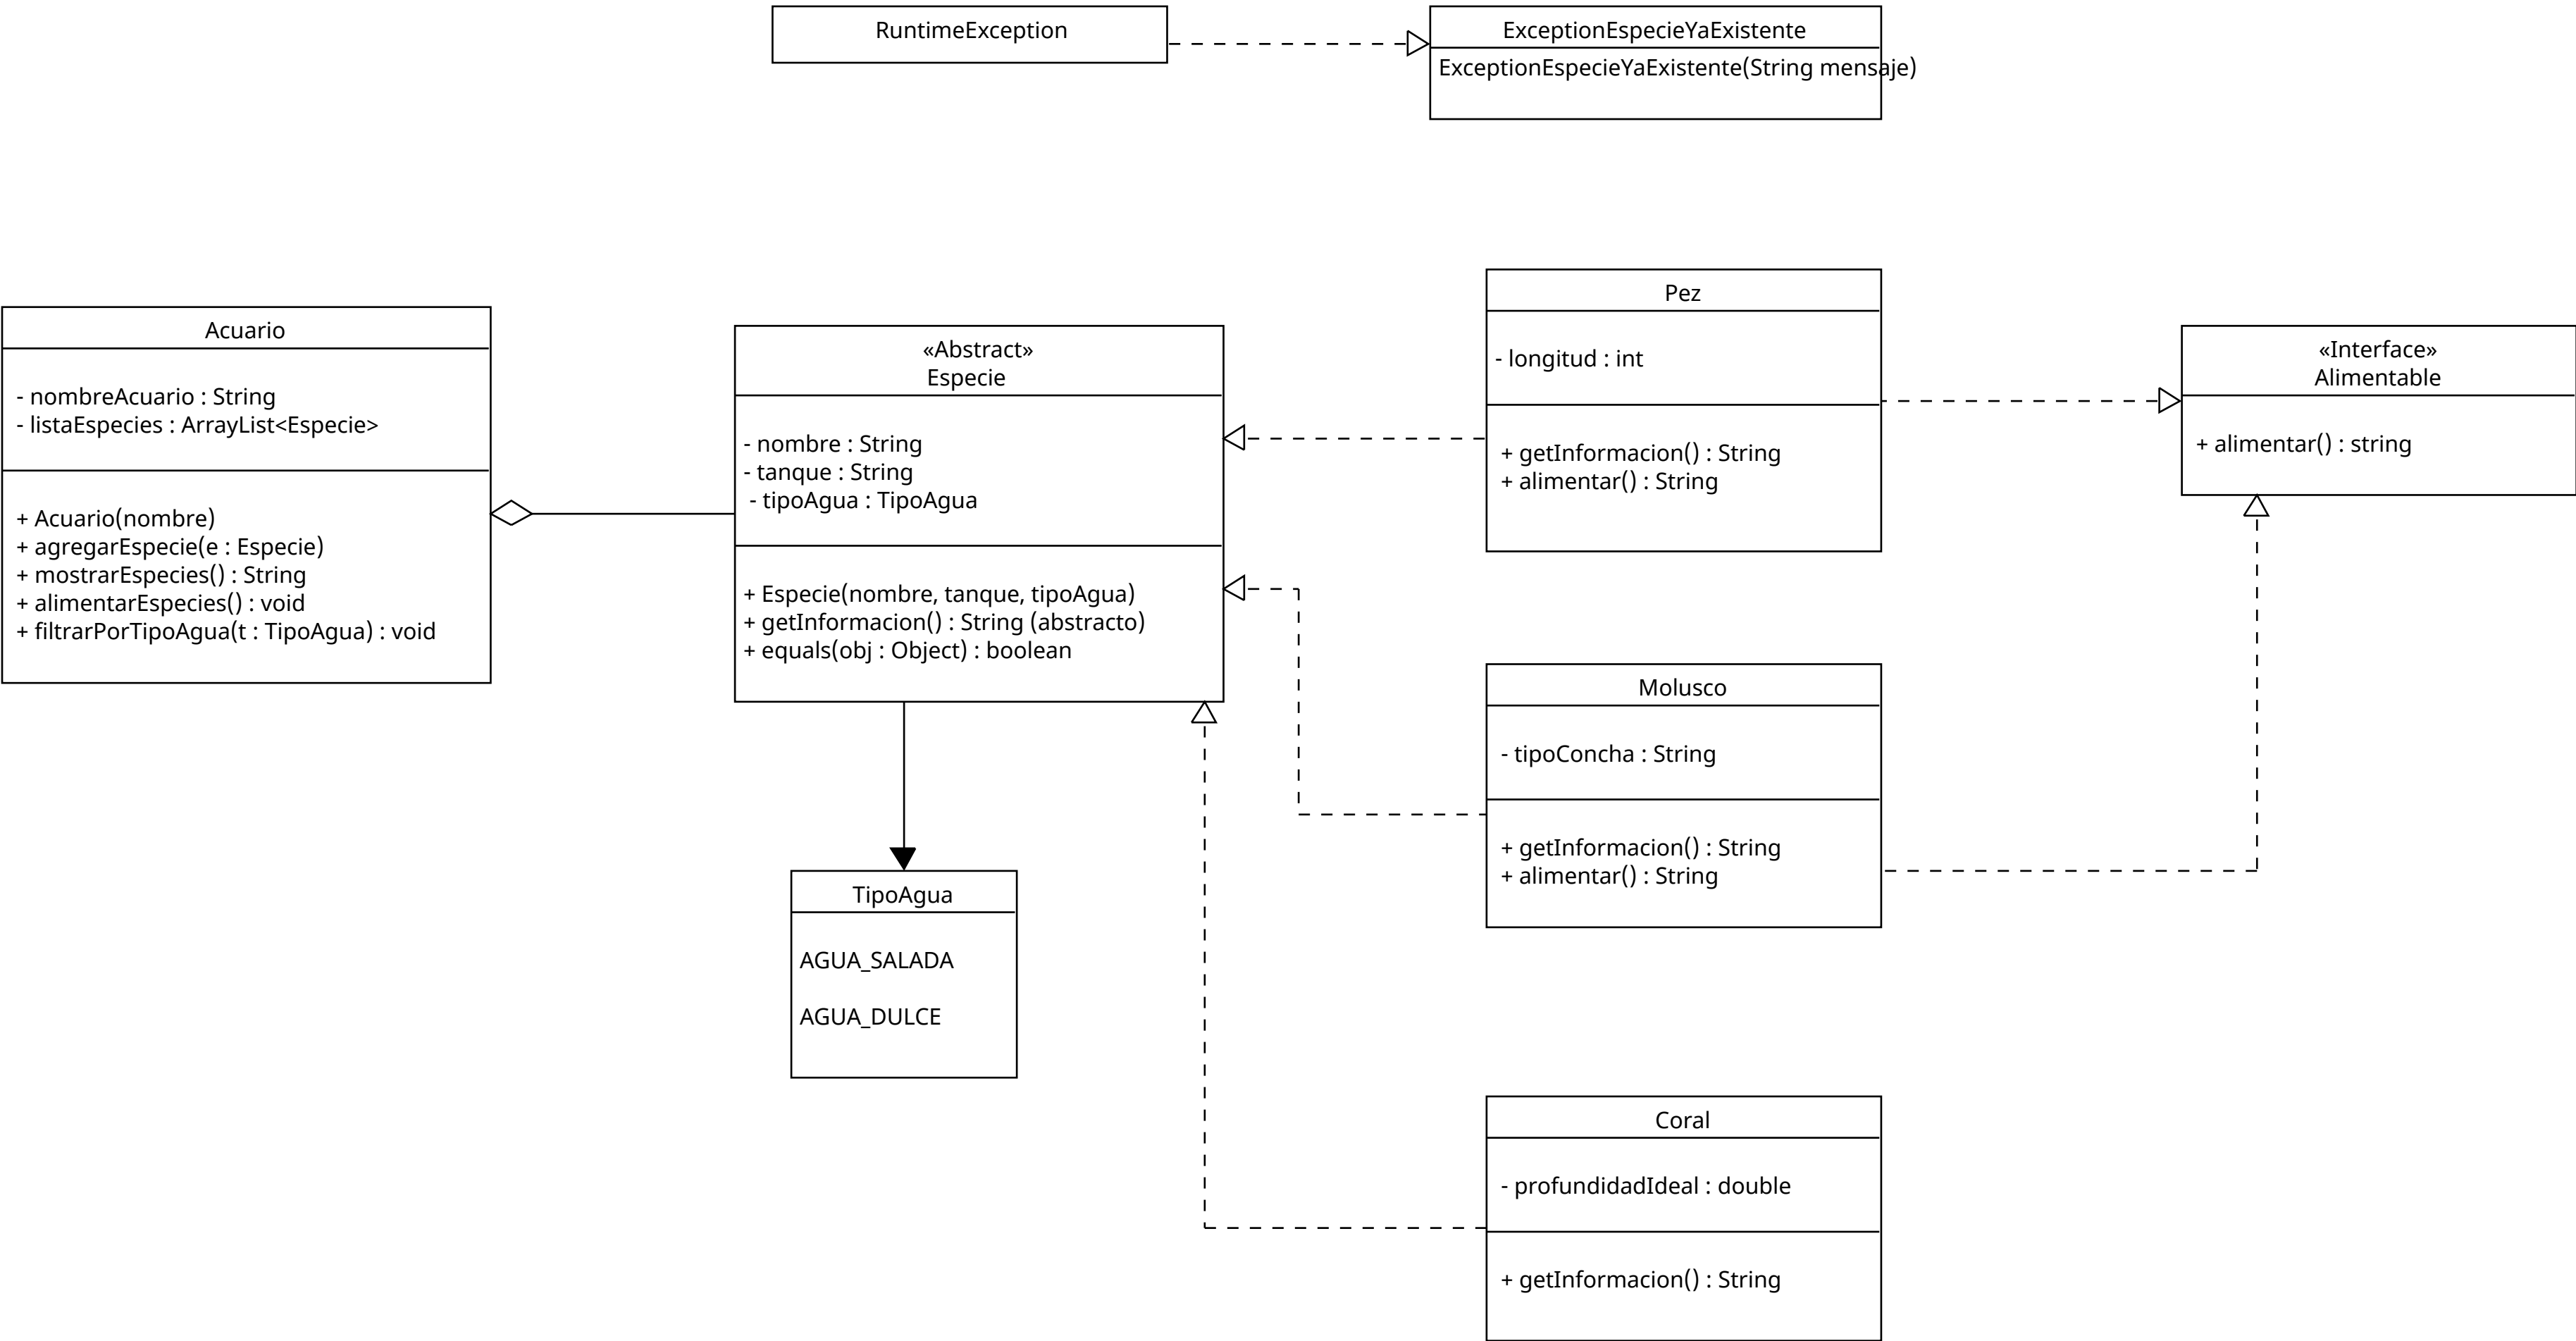 RuntimeException
ExceptionEspecieYaExistente
ExceptionEspecieYaExistente(String mensaje)
Acuario
- nombreAcuario : String
- listaEspecies : ArrayList<Especie>
+ Acuario(nombre)
+ agregarEspecie(e : Especie)
+ mostrarEspecies() : String
+ alimentarEspecies() : void
+ filtrarPorTipoAgua(t : TipoAgua) : void
«Abstract»
Especie
- nombre : String
- tanque : String
- tipoAgua : TipoAgua
+ Especie(nombre, tanque, tipoAgua)
+ getInformacion() : String (abstracto)
+ equals(obj : Object) : boolean
Pez
- longitud : int
+ getInformacion() : String
+ alimentar() : String
«Interface»
Alimentable
+ alimentar() : string
Molusco
- tipoConcha : String
+ getInformacion() : String
+ alimentar() : String
TipoAgua
AGUA_SALADA
AGUA_DULCE
Coral
- profundidadIdeal : double
+ getInformacion() : String